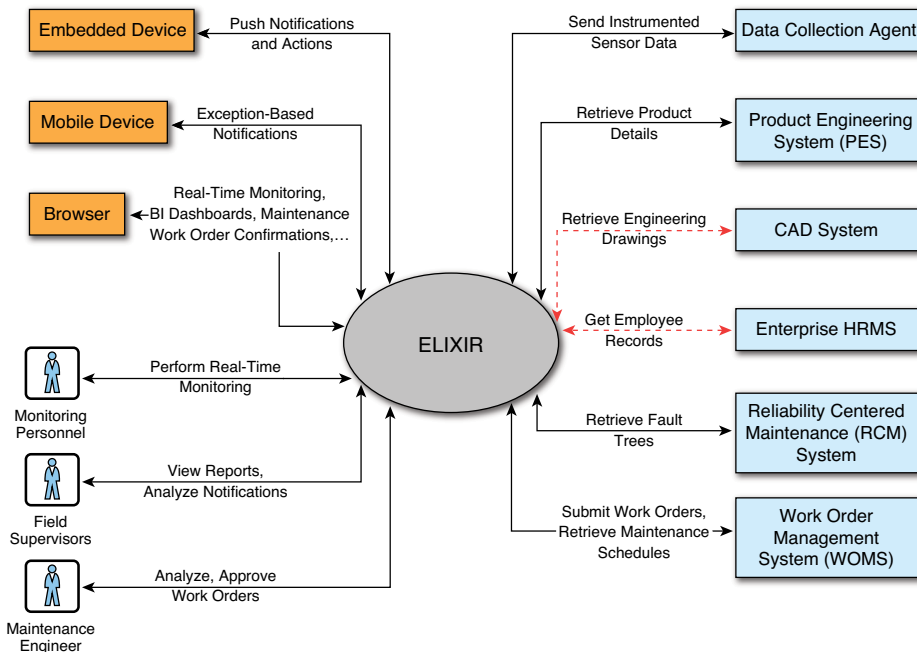 Embedded Device
Push Notifications
and Actions
Mobile Device
Exception-Based
Notifications
Browser
Real-Time Monitoring,
BI Dashboards, Maintenance
Work Order Confirmations,...
ELIXIR
Monitoring
Personnel
Perform Real-Time
Monitoring
Field
Supervisors
View Reports,
Analyze Notifications
Maintenance
Engineer
Analyze, Approve
Work Orders
Send Instrumented
Sensor Data
Data Collection Agent
Retrieve Product
Details
Product Engineering
System (PES)
Retrieve Engineering
Drawings
CAD System
Get Employee
Records
Enterprise HRMS
Retrieve Fault
Trees
Reliability Centered
Maintenance (RCM)
System
Submit Work Orders,
Retrieve Maintenance
Schedules
Work Order
Management
System (WOMS)